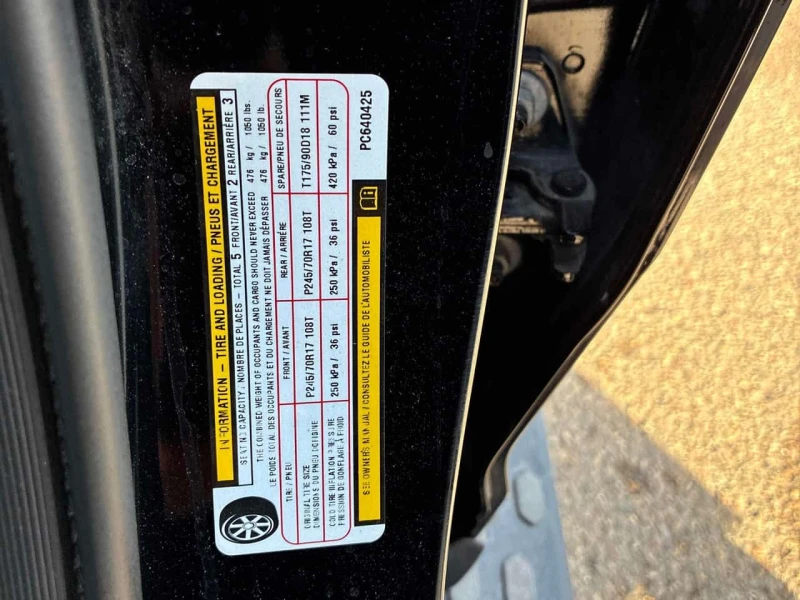 INFORMATION – TIRE AND LOADING / PNEUS ET CHARGEMENT
SEATING CAPACITY / NOMBRE DE PLACES – TOTAL 5 FRONT/AVANT 2 REAR/ARRIÈRE 3
THE COMBINED WEIGHT OF OCCUPANTS AND CARGO SHOULD NEVER EXCEED 476 kg / 1050 lbs.
LE POIDS TOTAL DES OCCUPANTS ET DU CHARGEMENT NE DOIT JAMAIS DÉPASSER 476 kg / 1050 lb.
TIRE / PNEU FRONT / AVANT REAR / ARRIÈRE SPARE/PNEU DE SECOURS
ORIGINAL TIRE SIZE
DIMENSIONS DU PNEU D'ORIGINE P245/70R17 108T P245/70R17 108T T175/90D18 111M
COLD TIRE INFLATION PRESSURE
PRESSION DE GONFLAGE À FROID 250 kPa / 36 psi 250 kPa / 36 psi 420 kPa / 60 psi
SEE OWNER'S MANUAL / CONSULTEZ LE GUIDE DE L'AUTOMOBILISTE
PC640425